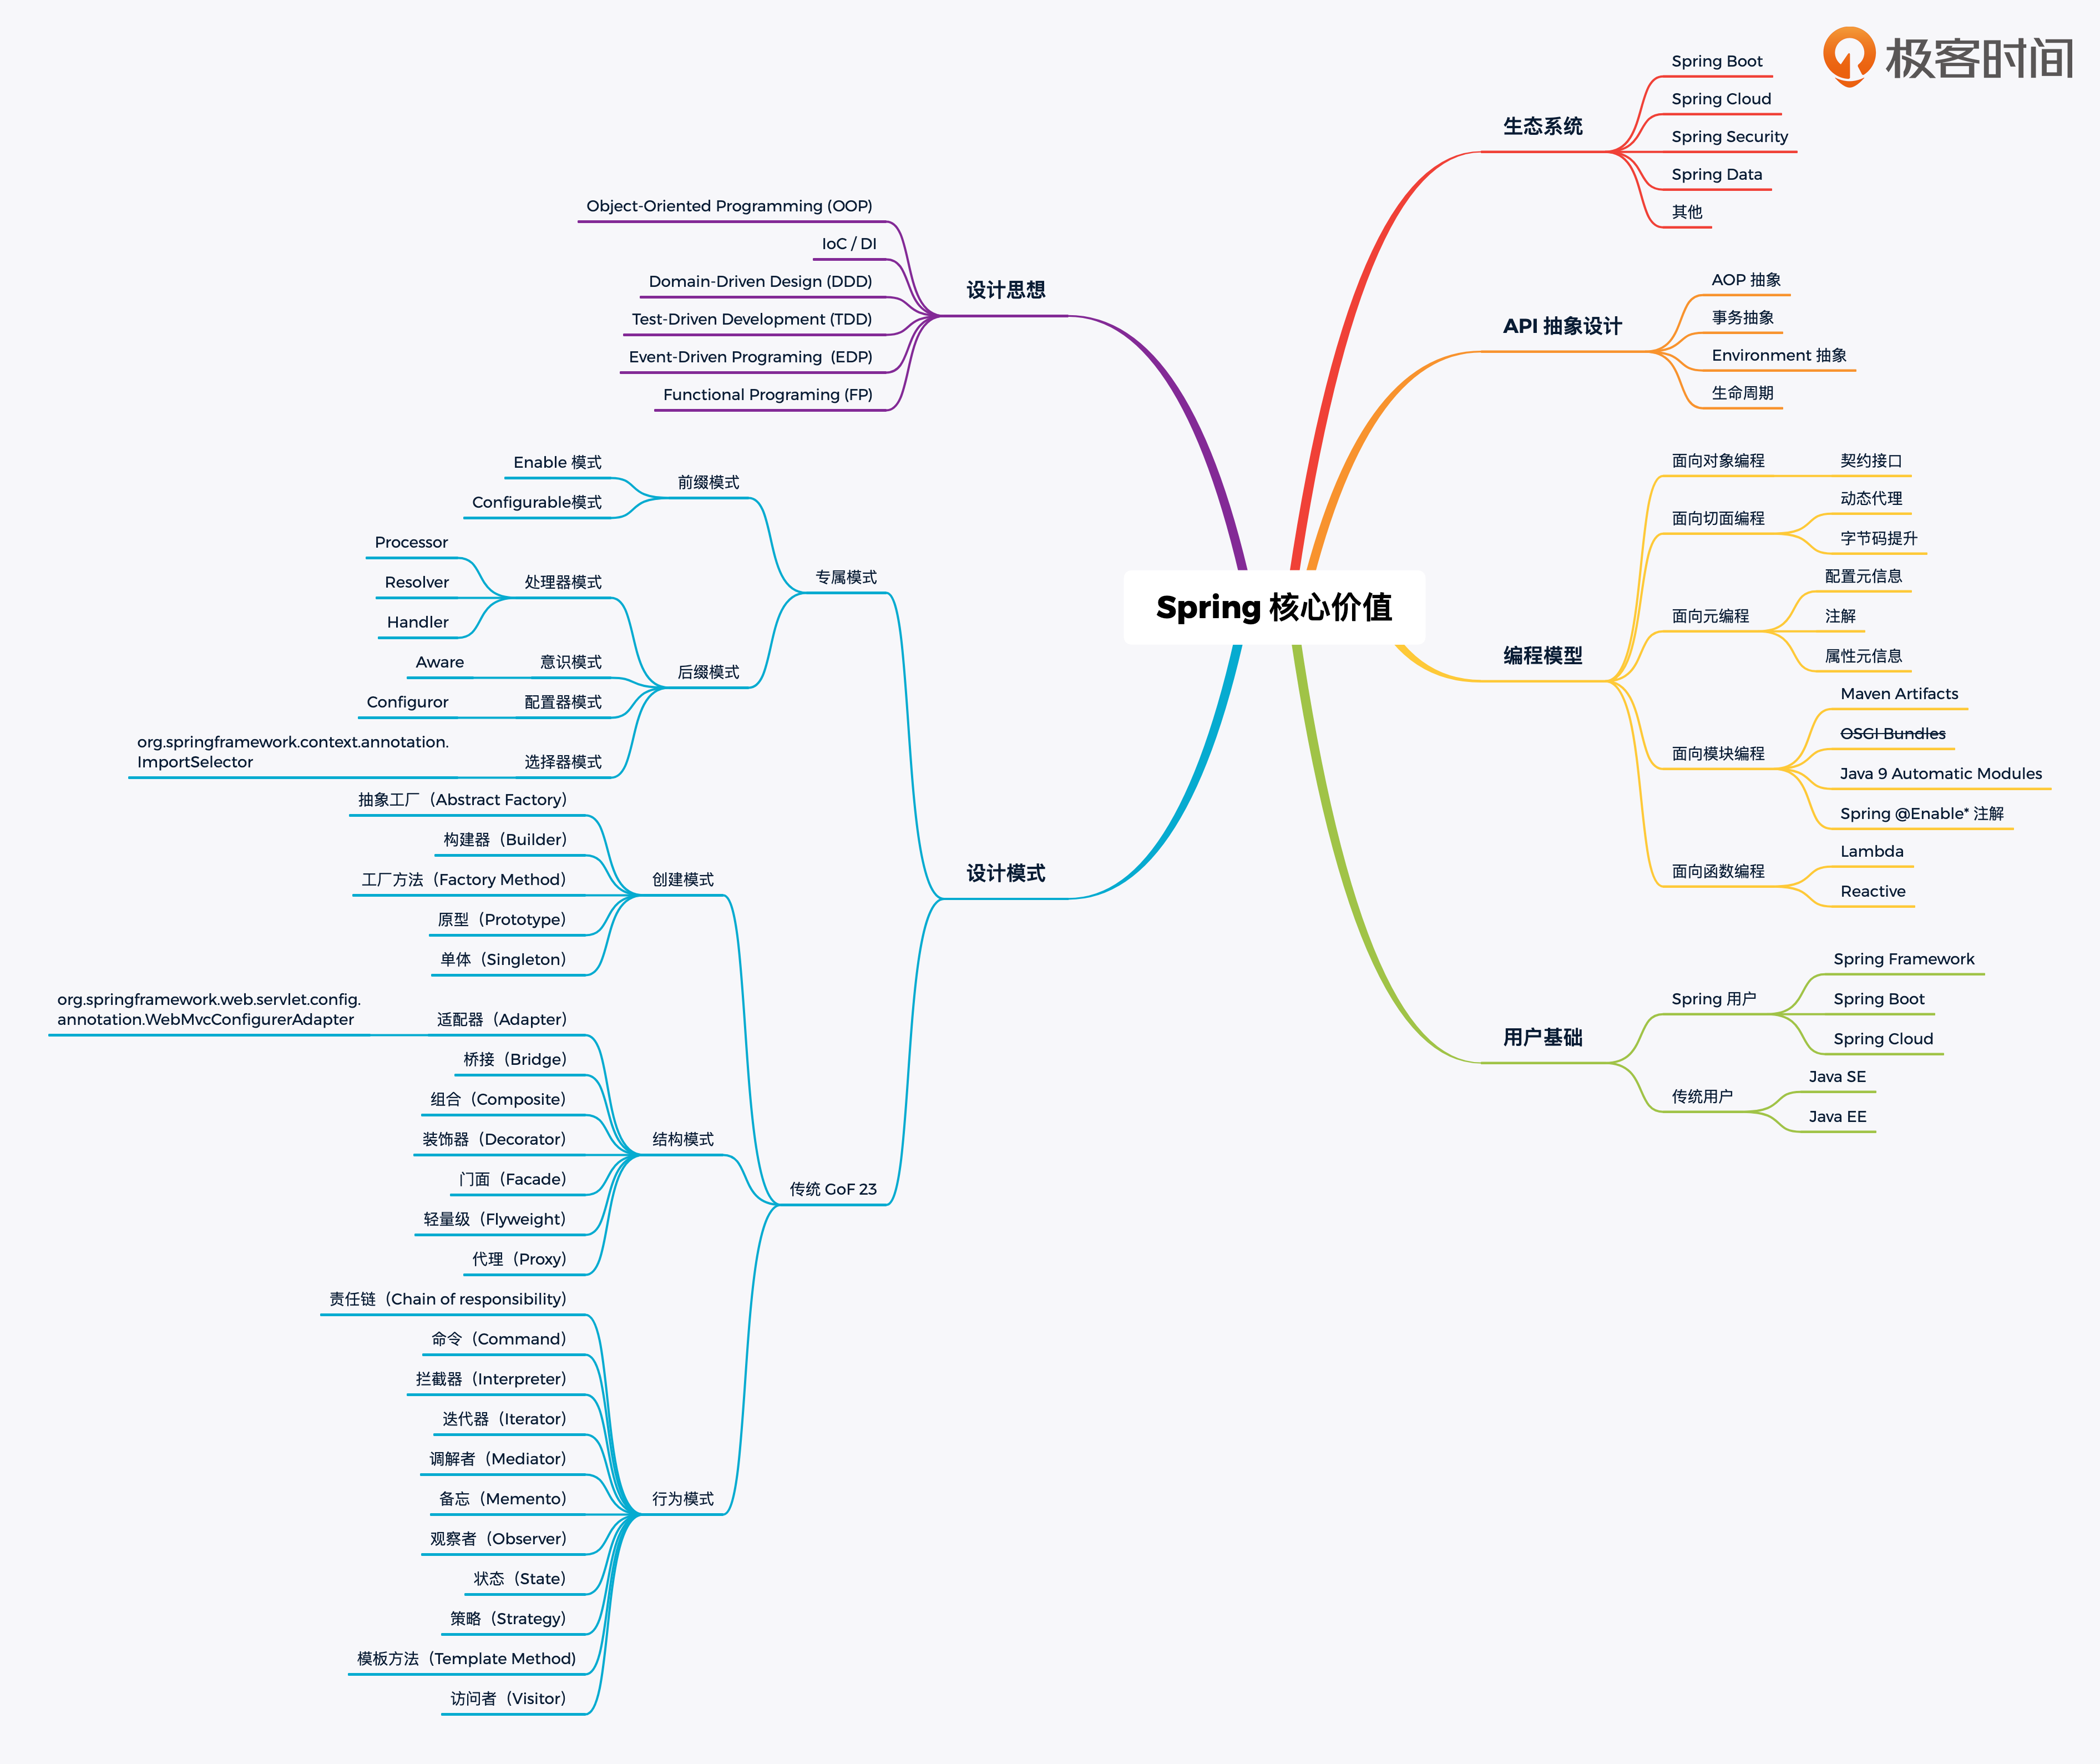 极客时间
Spring 核心价值
生态系统
Spring Boot
Spring Cloud
Spring Security
Spring Data
其他
API 抽象设计
AOP 抽象
事务抽象
Environment 抽象
生命周期
编程模型
面向对象编程
契约接口
面向切面编程
动态代理
字节码提升
面向元编程
配置元信息
注解
属性元信息
面向模块编程
Maven Artifacts
OSGI Bundles
Java 9 Automatic Modules
Spring @Enable* 注解
面向函数编程
Lambda
Reactive
用户基础
Spring 用户
Spring Framework
Spring Boot
Spring Cloud
传统用户
Java SE
Java EE
设计思想
Object-Oriented Programming (OOP)
IoC / DI
Domain-Driven Design (DDD)
Test-Driven Development (TDD)
Event-Driven Programing (EDP)
Functional Programing (FP)
设计模式
专属模式
前缀模式
Enable 模式
Configurable模式
后缀模式
处理器模式
Processor
Resolver
Handler
意识模式
Aware
配置器模式
Configuror
选择器模式
org.springframework.context.annotation.
ImportSelector
传统 GoF 23
创建模式
抽象工厂（Abstract Factory）
构建器（Builder）
工厂方法（Factory Method）
原型（Prototype）
单体（Singleton）
结构模式
适配器（Adapter）
org.springframework.web.servlet.config.
annotation.WebMvcConfigurerAdapter
桥接（Bridge）
组合（Composite）
装饰器（Decorator）
门面（Facade）
轻量级（Flyweight）
代理（Proxy）
行为模式
责任链（Chain of responsibility）
命令（Command）
拦截器（Interpreter）
迭代器（Iterator）
调解者（Mediator）
备忘（Memento）
观察者（Observer）
状态（State）
策略（Strategy）
模板方法（Template Method)
访问者（Visitor）